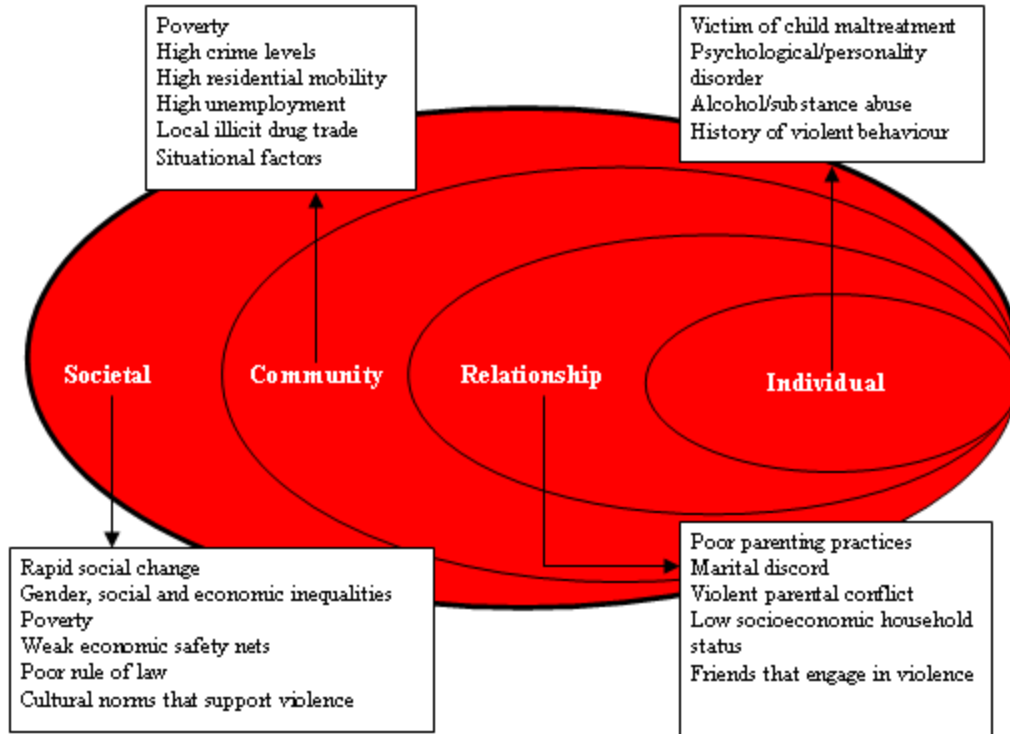 Poverty
High crime levels
High residential mobility
High unemployment
Local illicit drug trade
Situational factors
Victim of child maltreatment
Psychological/personality
disorder
Alcohol/substance abuse
History of violent behaviour
Societal
Community
Relationship
Individual
Rapid social change
Gender, social and economic inequalities
Poverty
Weak economic safety nets
Poor rule of law
Cultural norms that support violence
Poor parenting practices
Marital discord
Violent parental conflict
Low socioeconomic household
status
Friends that engage in violence